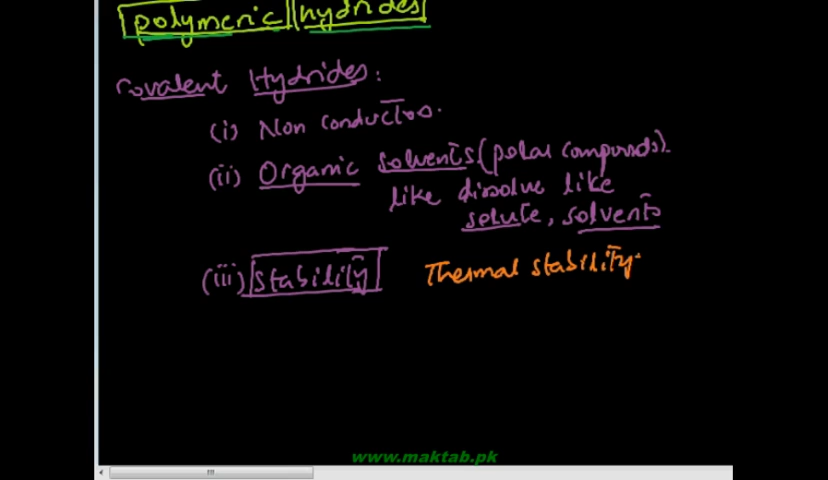 polymeric hydrides
Covalent Hydrides:
(i) Non conductors.
(ii) Organic solvents (polar compounds).
like dissolve like
solute, solvents
(iii) stability Thermal stability.
www.maktab.pk